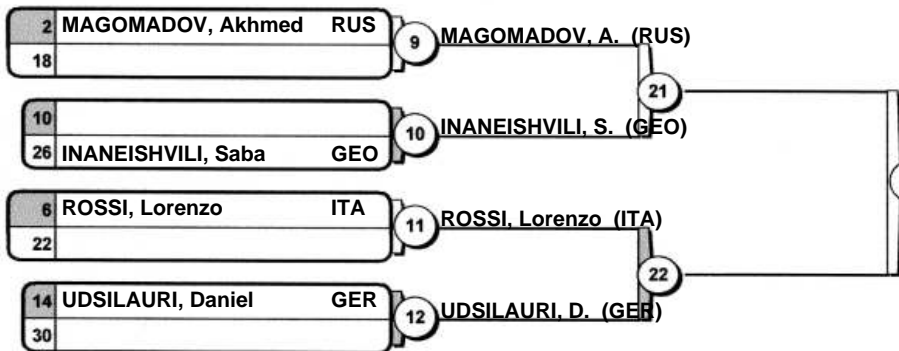 2 MAGOMADOV, Akhmed RUS
18
9 MAGOMADOV, A. (RUS)
21
10
26 INANEISHVILI, Saba GEO
10 INANEISHVILI, S. (GEO)
6 ROSSI, Lorenzo ITA
22
11 ROSSI, Lorenzo (ITA)
22
14 UDSILAURI, Daniel GER
30
12 UDSILAURI, D. (GER)